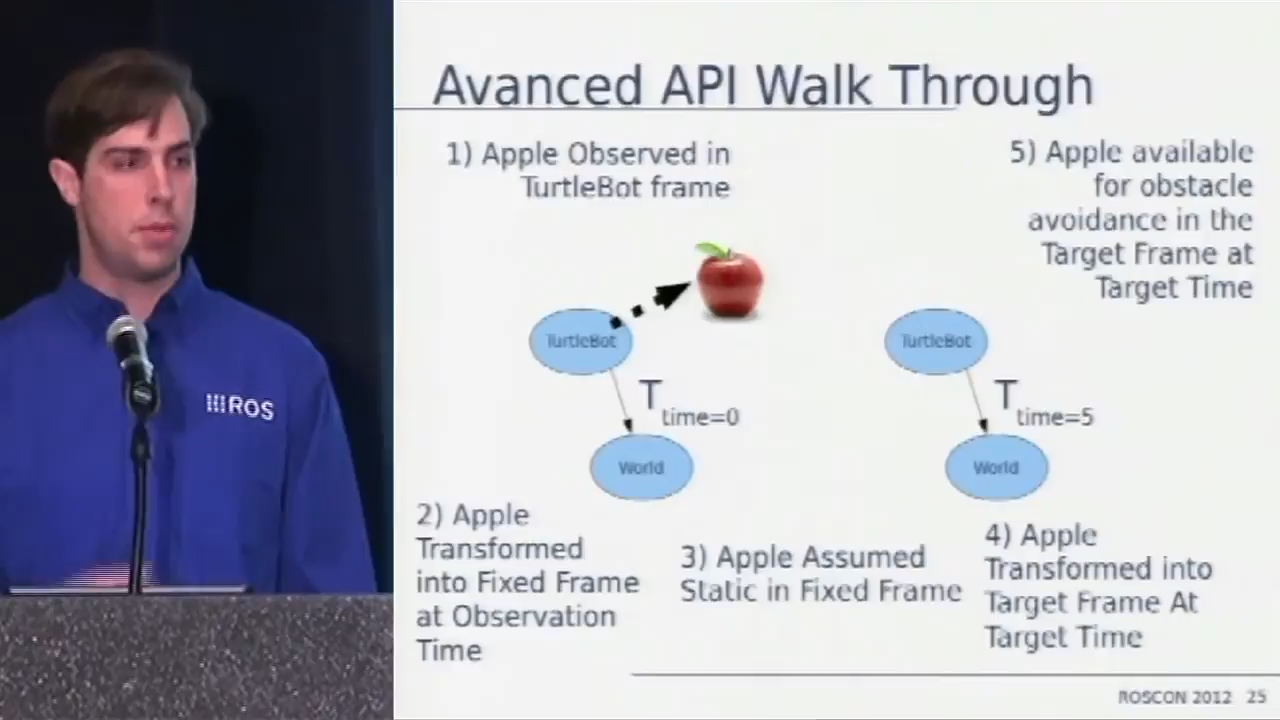 Avanced API Walk Through
1) Apple Observed in
TurtleBot frame
5) Apple available
for obstacle
avoidance in the
Target Frame at
Target Time
TurtleBot
T
time=0
World
TurtleBot
T
time=5
World
2) Apple
Transformed
into Fixed Frame
at Observation
Time
3) Apple Assumed
Static in Fixed Frame
4) Apple
Transformed into
Target Frame At
Target Time
ROSCON 2012 25
ROS